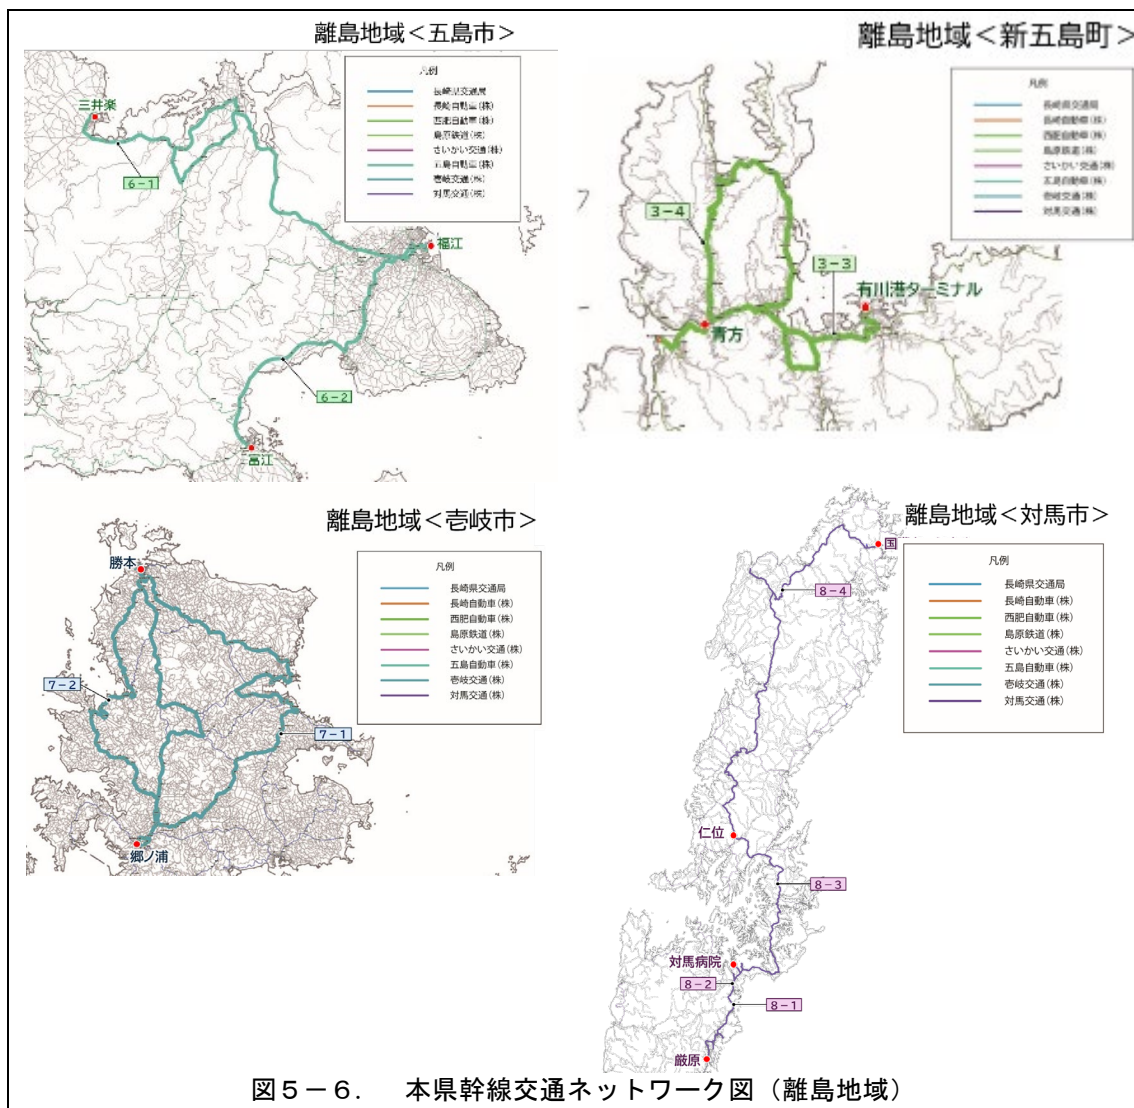 離島地域＜五島市＞
凡例
長崎県交通局
長崎自動車(株)
西肥自動車(株)
島原鉄道(株)
さいかい交通(株)
五島自動車(株)
壱岐交通(株)
対馬交通(株)
三井楽
6－1
福江
6－2
富江
離島地域＜新五島町＞
凡例
長崎県交通局
長崎自動車(株)
西肥自動車(株)
島原鉄道(株)
さいかい交通(株)
五島自動車(株)
壱岐交通(株)
対馬交通(株)
3－4
3－3
有川港ターミナル
青方
離島地域＜壱岐市＞
凡例
長崎県交通局
長崎自動車(株)
西肥自動車(株)
島原鉄道(株)
さいかい交通(株)
五島自動車(株)
壱岐交通(株)
対馬交通(株)
勝本
7－2
7－1
郷ノ浦
離島地域＜対馬市＞
凡例
長崎県交通局
長崎自動車(株)
西肥自動車(株)
島原鉄道(株)
さいかい交通(株)
五島自動車(株)
壱岐交通(株)
対馬交通(株)
国
8－4
仁位
8－3
対馬病院
8－2
8－1
厳原
図５－６． 本県幹線交通ネットワーク図（離島地域）